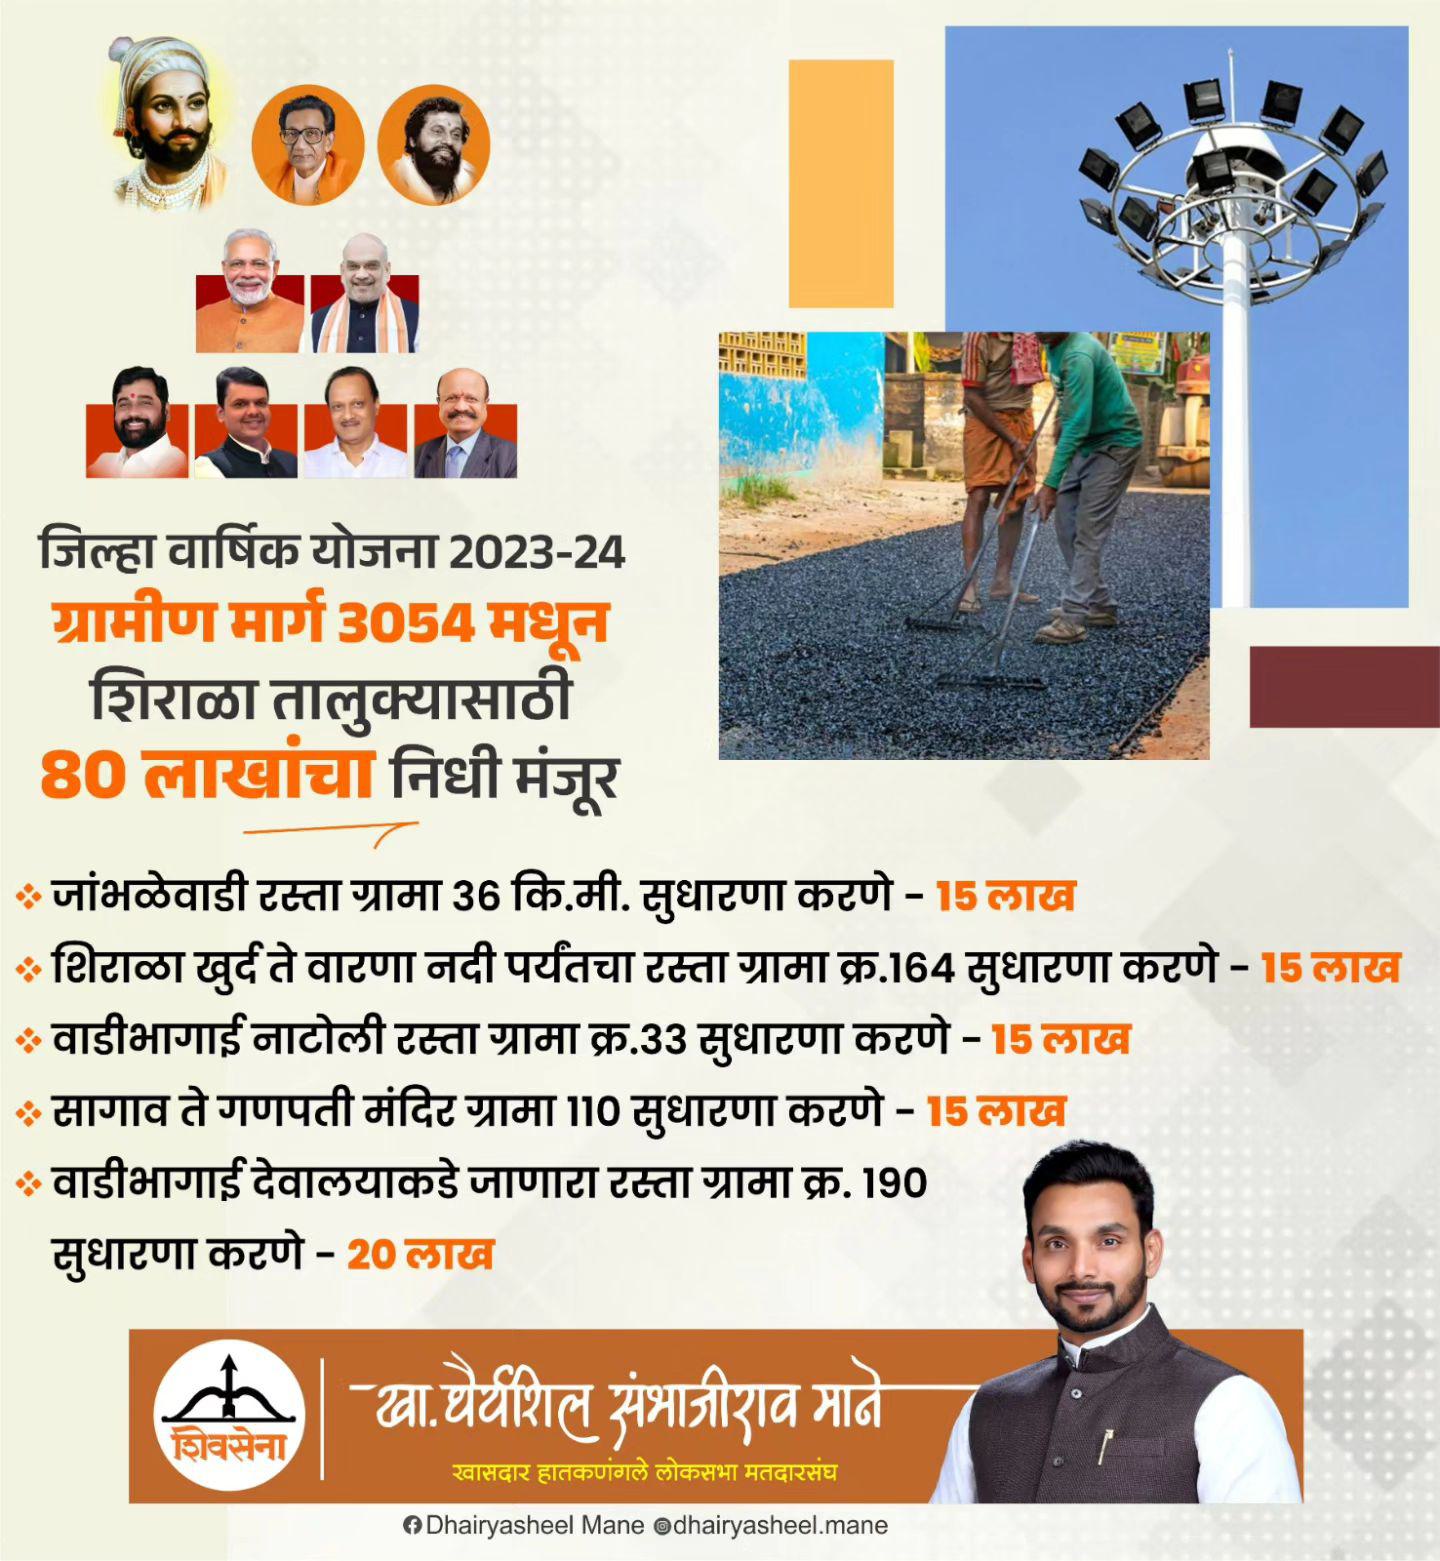 जिल्हा वार्षिक योजना 2023-24
ग्रामीण मार्ग 3054 मधून
शिराळा तालुक्यासाठी
80 लाखांचा निधी मंजूर
जांभळेवाडी रस्ता ग्रामा 36 कि.मी. सुधारणा करणे - 15 लाख
शिराळा खुर्द ते वारणा नदी पर्यंतचा रस्ता ग्रामा क्र.164 सुधारणा करणे - 15 लाख
वाडीभागाई नाटोली रस्ता ग्रामा क्र.33 सुधारणा करणे - 15 लाख
सागाव ते गणपती मंदिर ग्रामा 110 सुधारणा करणे - 15 लाख
वाडीभागाई देवालयाकडे जाणारा रस्ता ग्रामा क्र. 190
सुधारणा करणे - 20 लाख
शिवसेना
खा. धैर्यशिल संभाजीराव माने
खासदार हातकणंगले लोकसभा मतदारसंघ
Dhairyasheel Mane dhairyasheel.mane